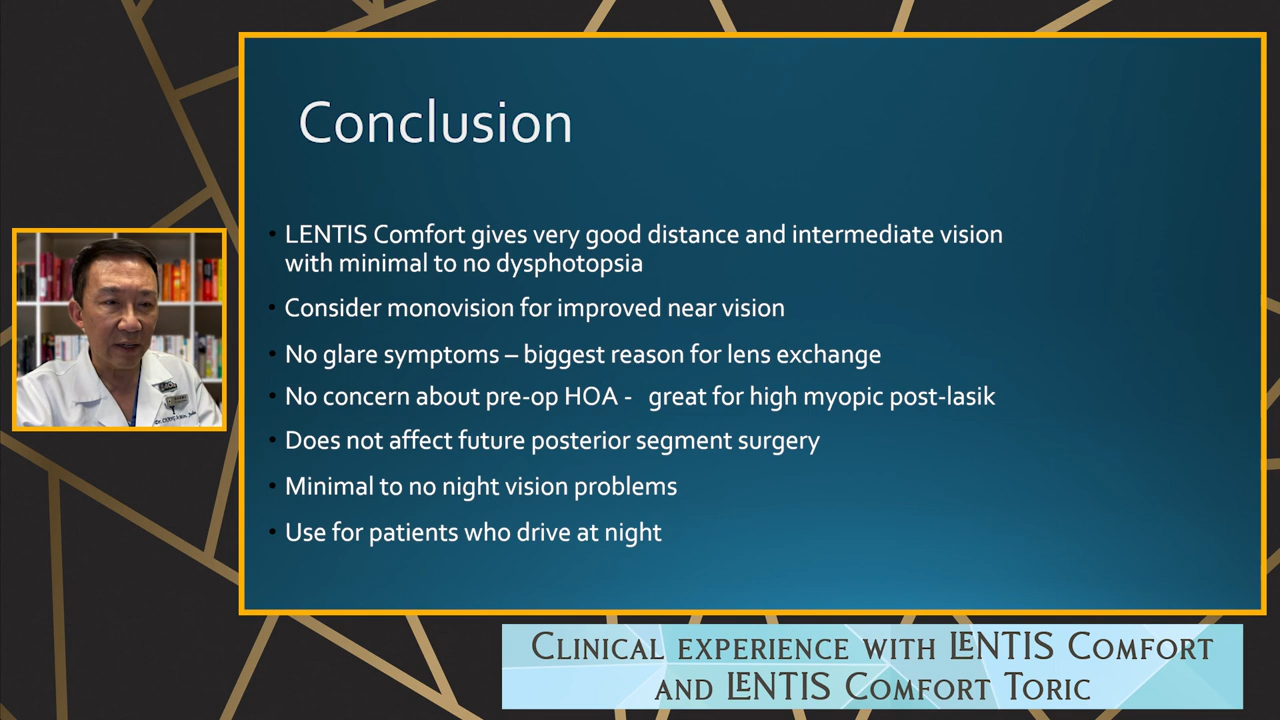 Conclusion
• LENTIS Comfort gives very good distance and intermediate vision
with minimal to no dysphotopsia
• Consider monovision for improved near vision
• No glare symptoms – biggest reason for lens exchange
• No concern about pre-op HOA - great for high myopic post-lasik
• Does not affect future posterior segment surgery
• Minimal to no night vision problems
• Use for patients who drive at night
Clinical experience with LENTIS Comfort
and LENTIS Comfort Toric